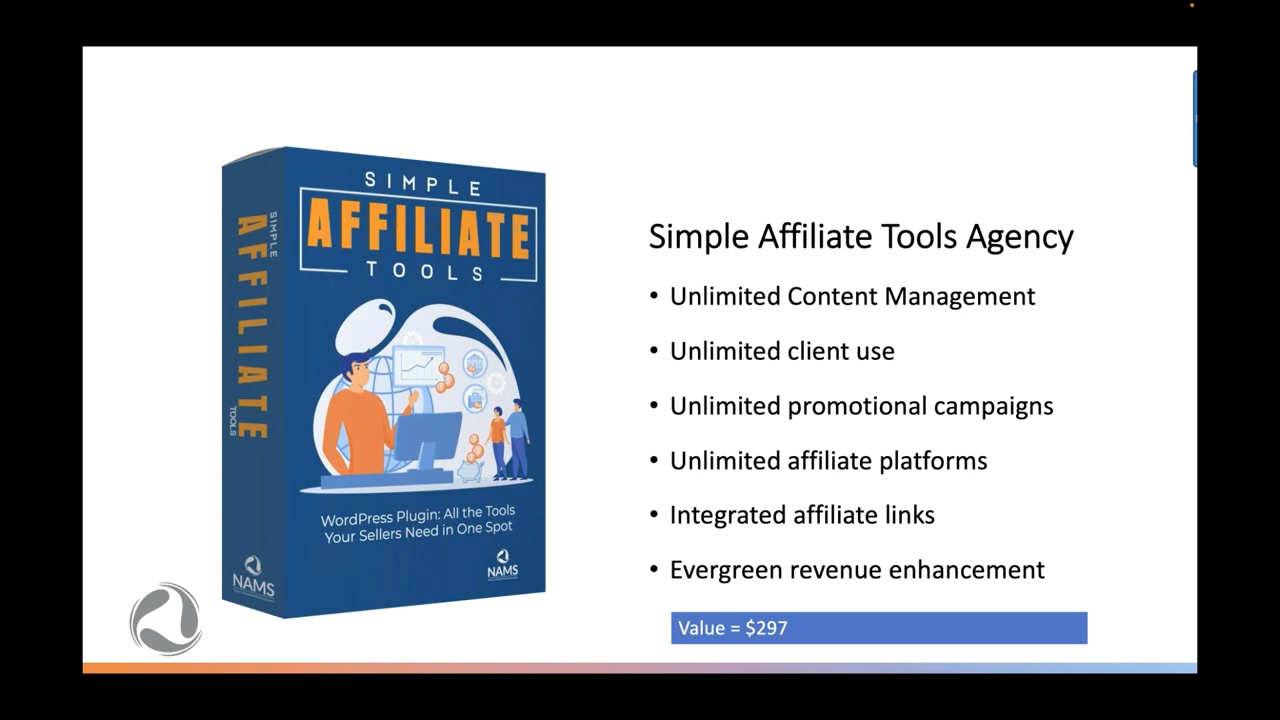 SIMPLE
AFFILIATE
TOOLS
SIMPLE
AFFILIATE
TOOLS
WordPress Plugin: All the Tools
Your Sellers Need in One Spot
NAMS
NAMS
Simple Affiliate Tools Agency
• Unlimited Content Management
• Unlimited client use
• Unlimited promotional campaigns
• Unlimited affiliate platforms
• Integrated affiliate links
• Evergreen revenue enhancement
Value = $297